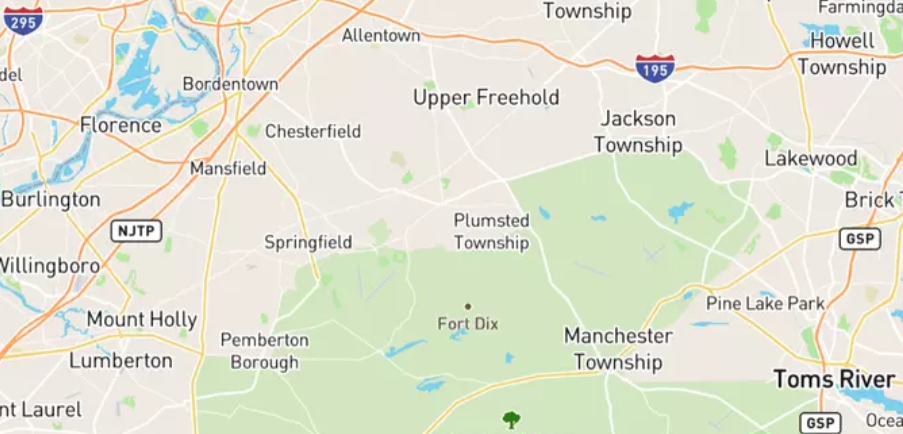 295
Township
Farmingda
Allentown
Howell
Township
195
del
Bordentown
Upper Freehold
Florence
Chesterfield
Jackson
Township
Lakewood
Mansfield
Burlington
Brick T
NJTP
Plumsted
Township
GSP
Springfield
Willingboro
Pine Lake Park
Fort Dix
Mount Holly
Pemberton
Borough
Manchester
Township
Lumberton
Toms River
nt Laurel
GSP
Ocea